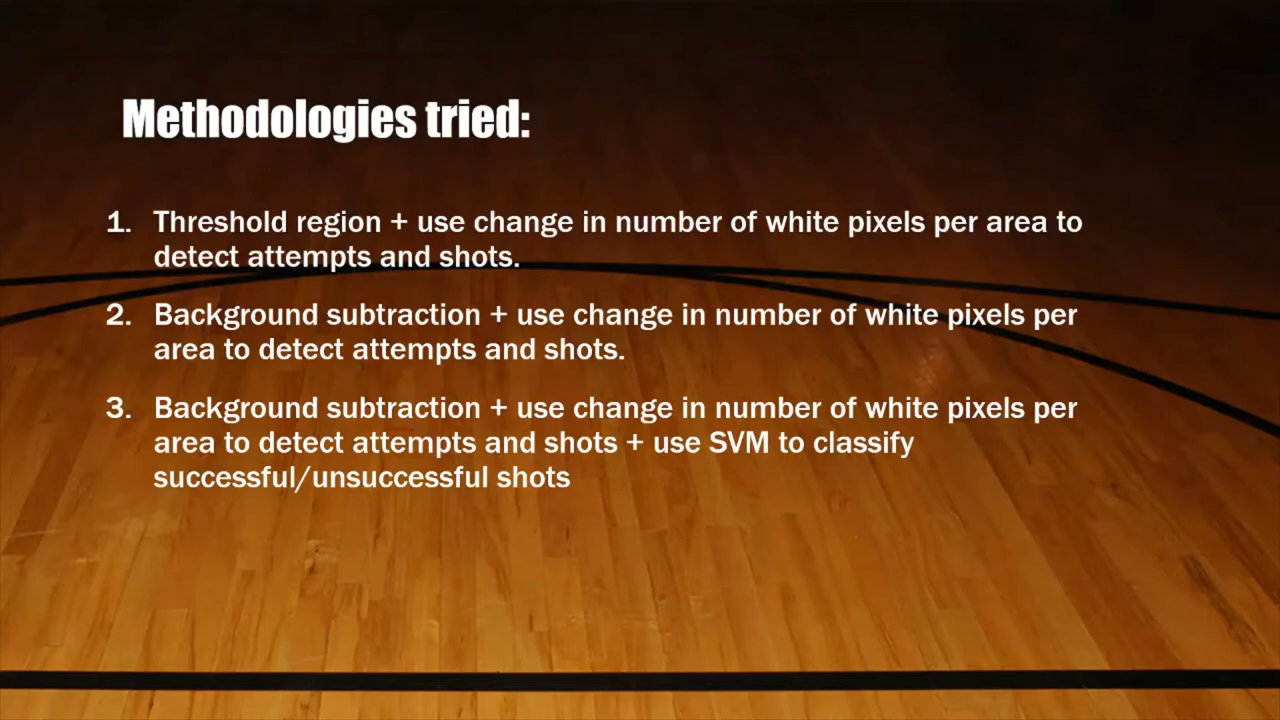 Methodologies tried:
1. Threshold region + use change in number of white pixels per area to
detect attempts and shots.
2. Background subtraction + use change in number of white pixels per
area to detect attempts and shots.
3. Background subtraction + use change in number of white pixels per
area to detect attempts and shots + use SVM to classify
successful/unsuccessful shots